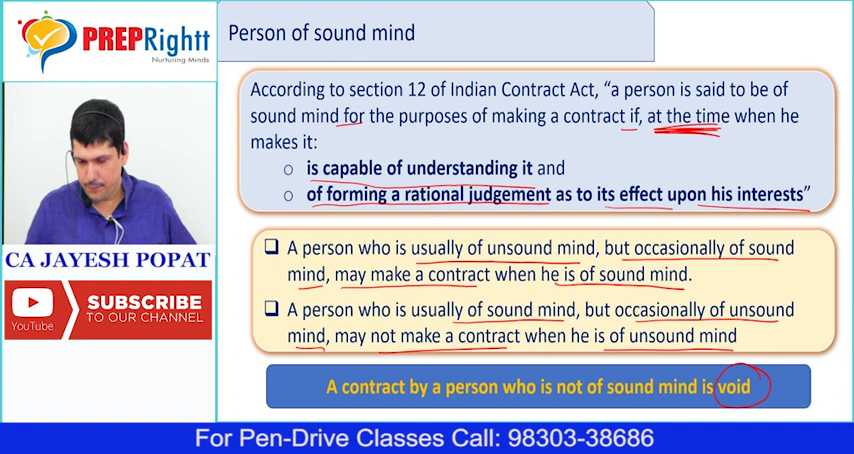 PREPRightt
Nurturing Minds
Person of sound mind
According to section 12 of Indian Contract Act, “a person is said to be of
sound mind for the purposes of making a contract if, at the time when he
makes it:
o is capable of understanding it and
o of forming a rational judgement as to its effect upon his interests”
CA JAYESH POPAT
YouTube
SUBSCRIBE
TO OUR CHANNEL
❑ A person who is usually of unsound mind, but occasionally of sound
mind, may make a contract when he is of sound mind.
❑ A person who is usually of sound mind, but occasionally of unsound
mind, may not make a contract when he is of unsound mind
A contract by a person who is not of sound mind is void
For Pen-Drive Classes Call: 98303-38686